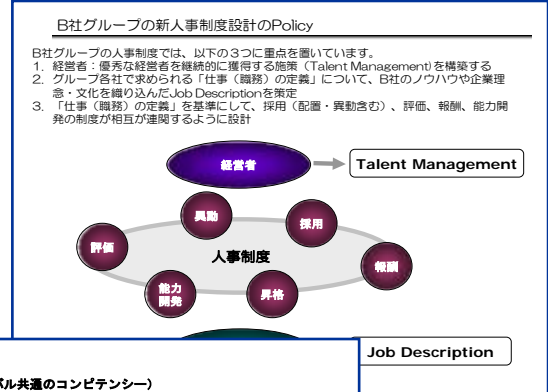 B社グループの新人事制度設計のPolicy
B社グループの人事制度では、以下の3つに重点を置いています。
1. 経営者：優秀な経営者を継続的に獲得する施策（Talent Management)を構築する
2. グループ各社で求められる「仕事（職務）の定義」について、B社のノウハウや企業理
念・文化を織り込んだJob Descriptionを策定
3. 「仕事（職務）の定義」を基準にして、採用（配置・異動含む）、評価、報酬、能力開
発の制度が相互が連関するように設計
経営者
Talent Management
異動
採用
評価
人事制度
報酬
能力
開発
昇格
Job Description
バル共通のコンピテンシー）